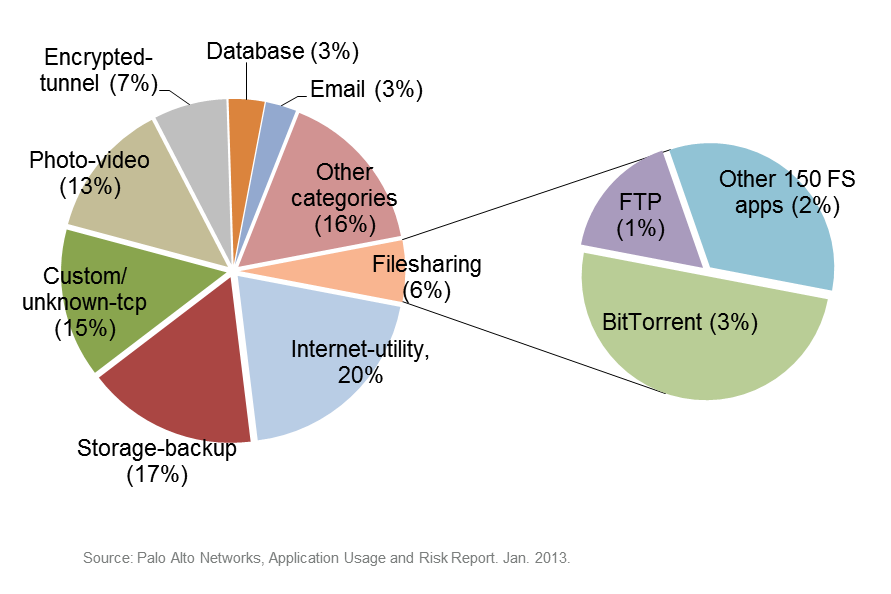 Database (3%)
Encrypted-
tunnel (7%)
Email (3%)
Photo-video
(13%)
Other
categories
(16%)
Other 150 FS
apps (2%)
FTP
(1%)
Filesharing
(6%)
Custom/
unknown-tcp
(15%)
BitTorrent (3%)
Internet-utility,
20%
Storage-backup
(17%)
Source: Palo Alto Networks, Application Usage and Risk Report. Jan. 2013.